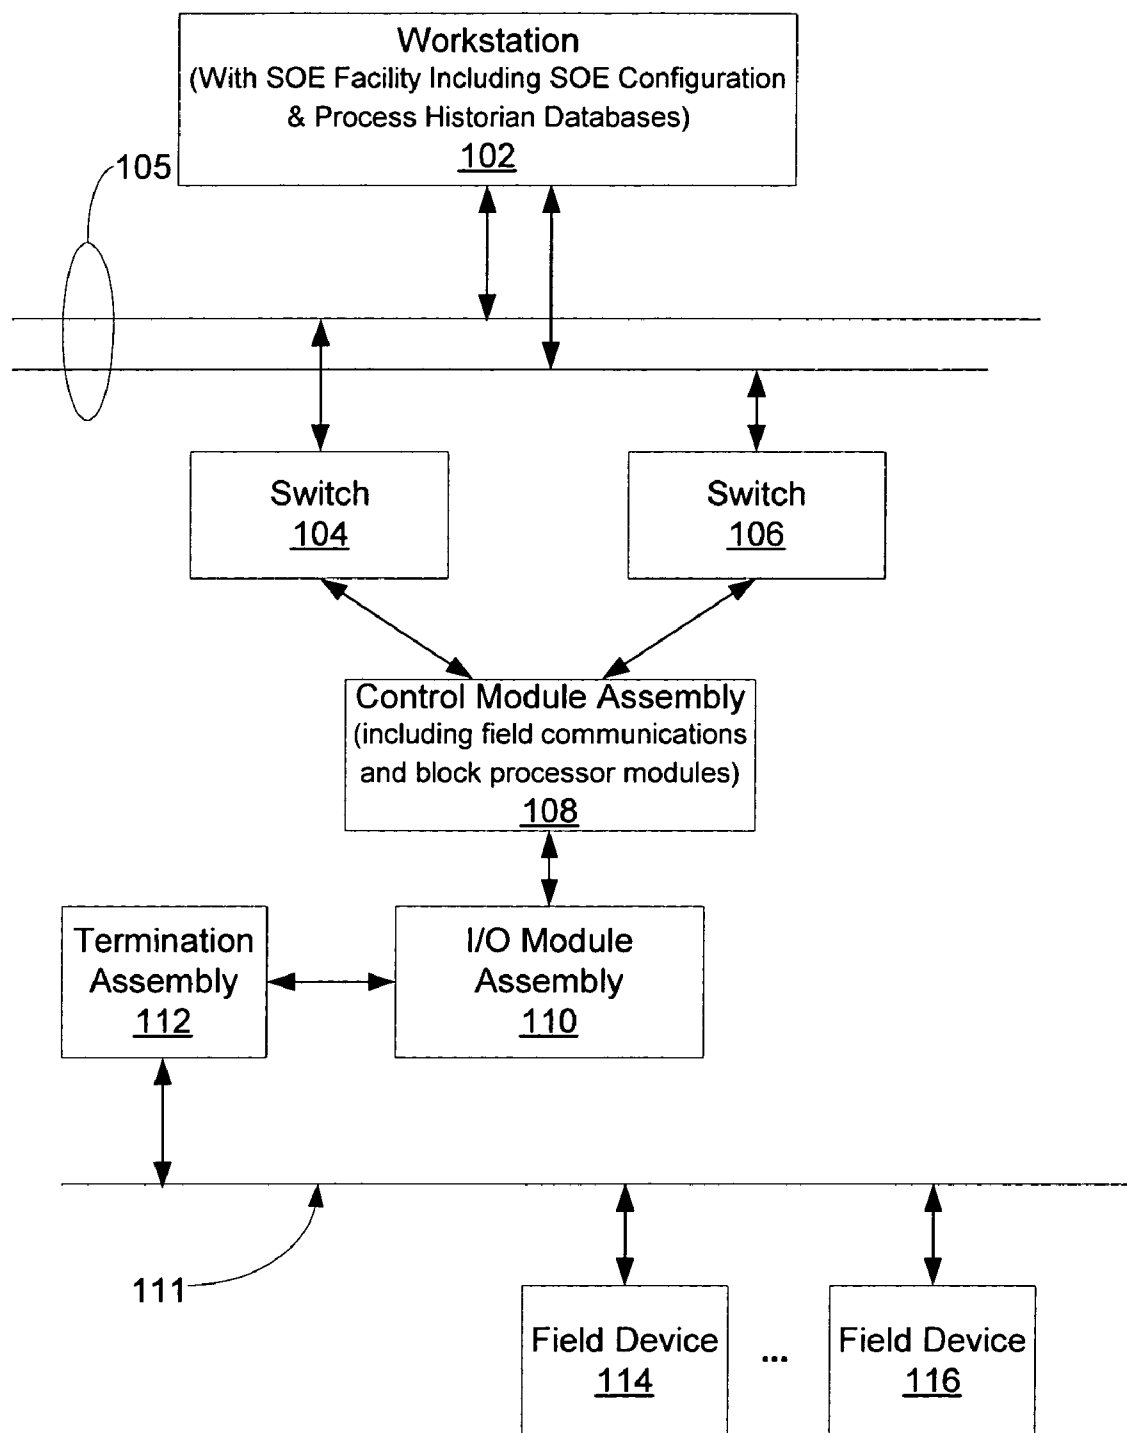 Workstation
(With SOE Facility Including SOE Configuration
& Process Historian Databases)
102
105
Switch
104
Switch
106
Control Module Assembly
(including field communications
and block processor modules)
108
Termination
Assembly
112
I/O Module
Assembly
110
111
Field Device
114
...
Field Device
116